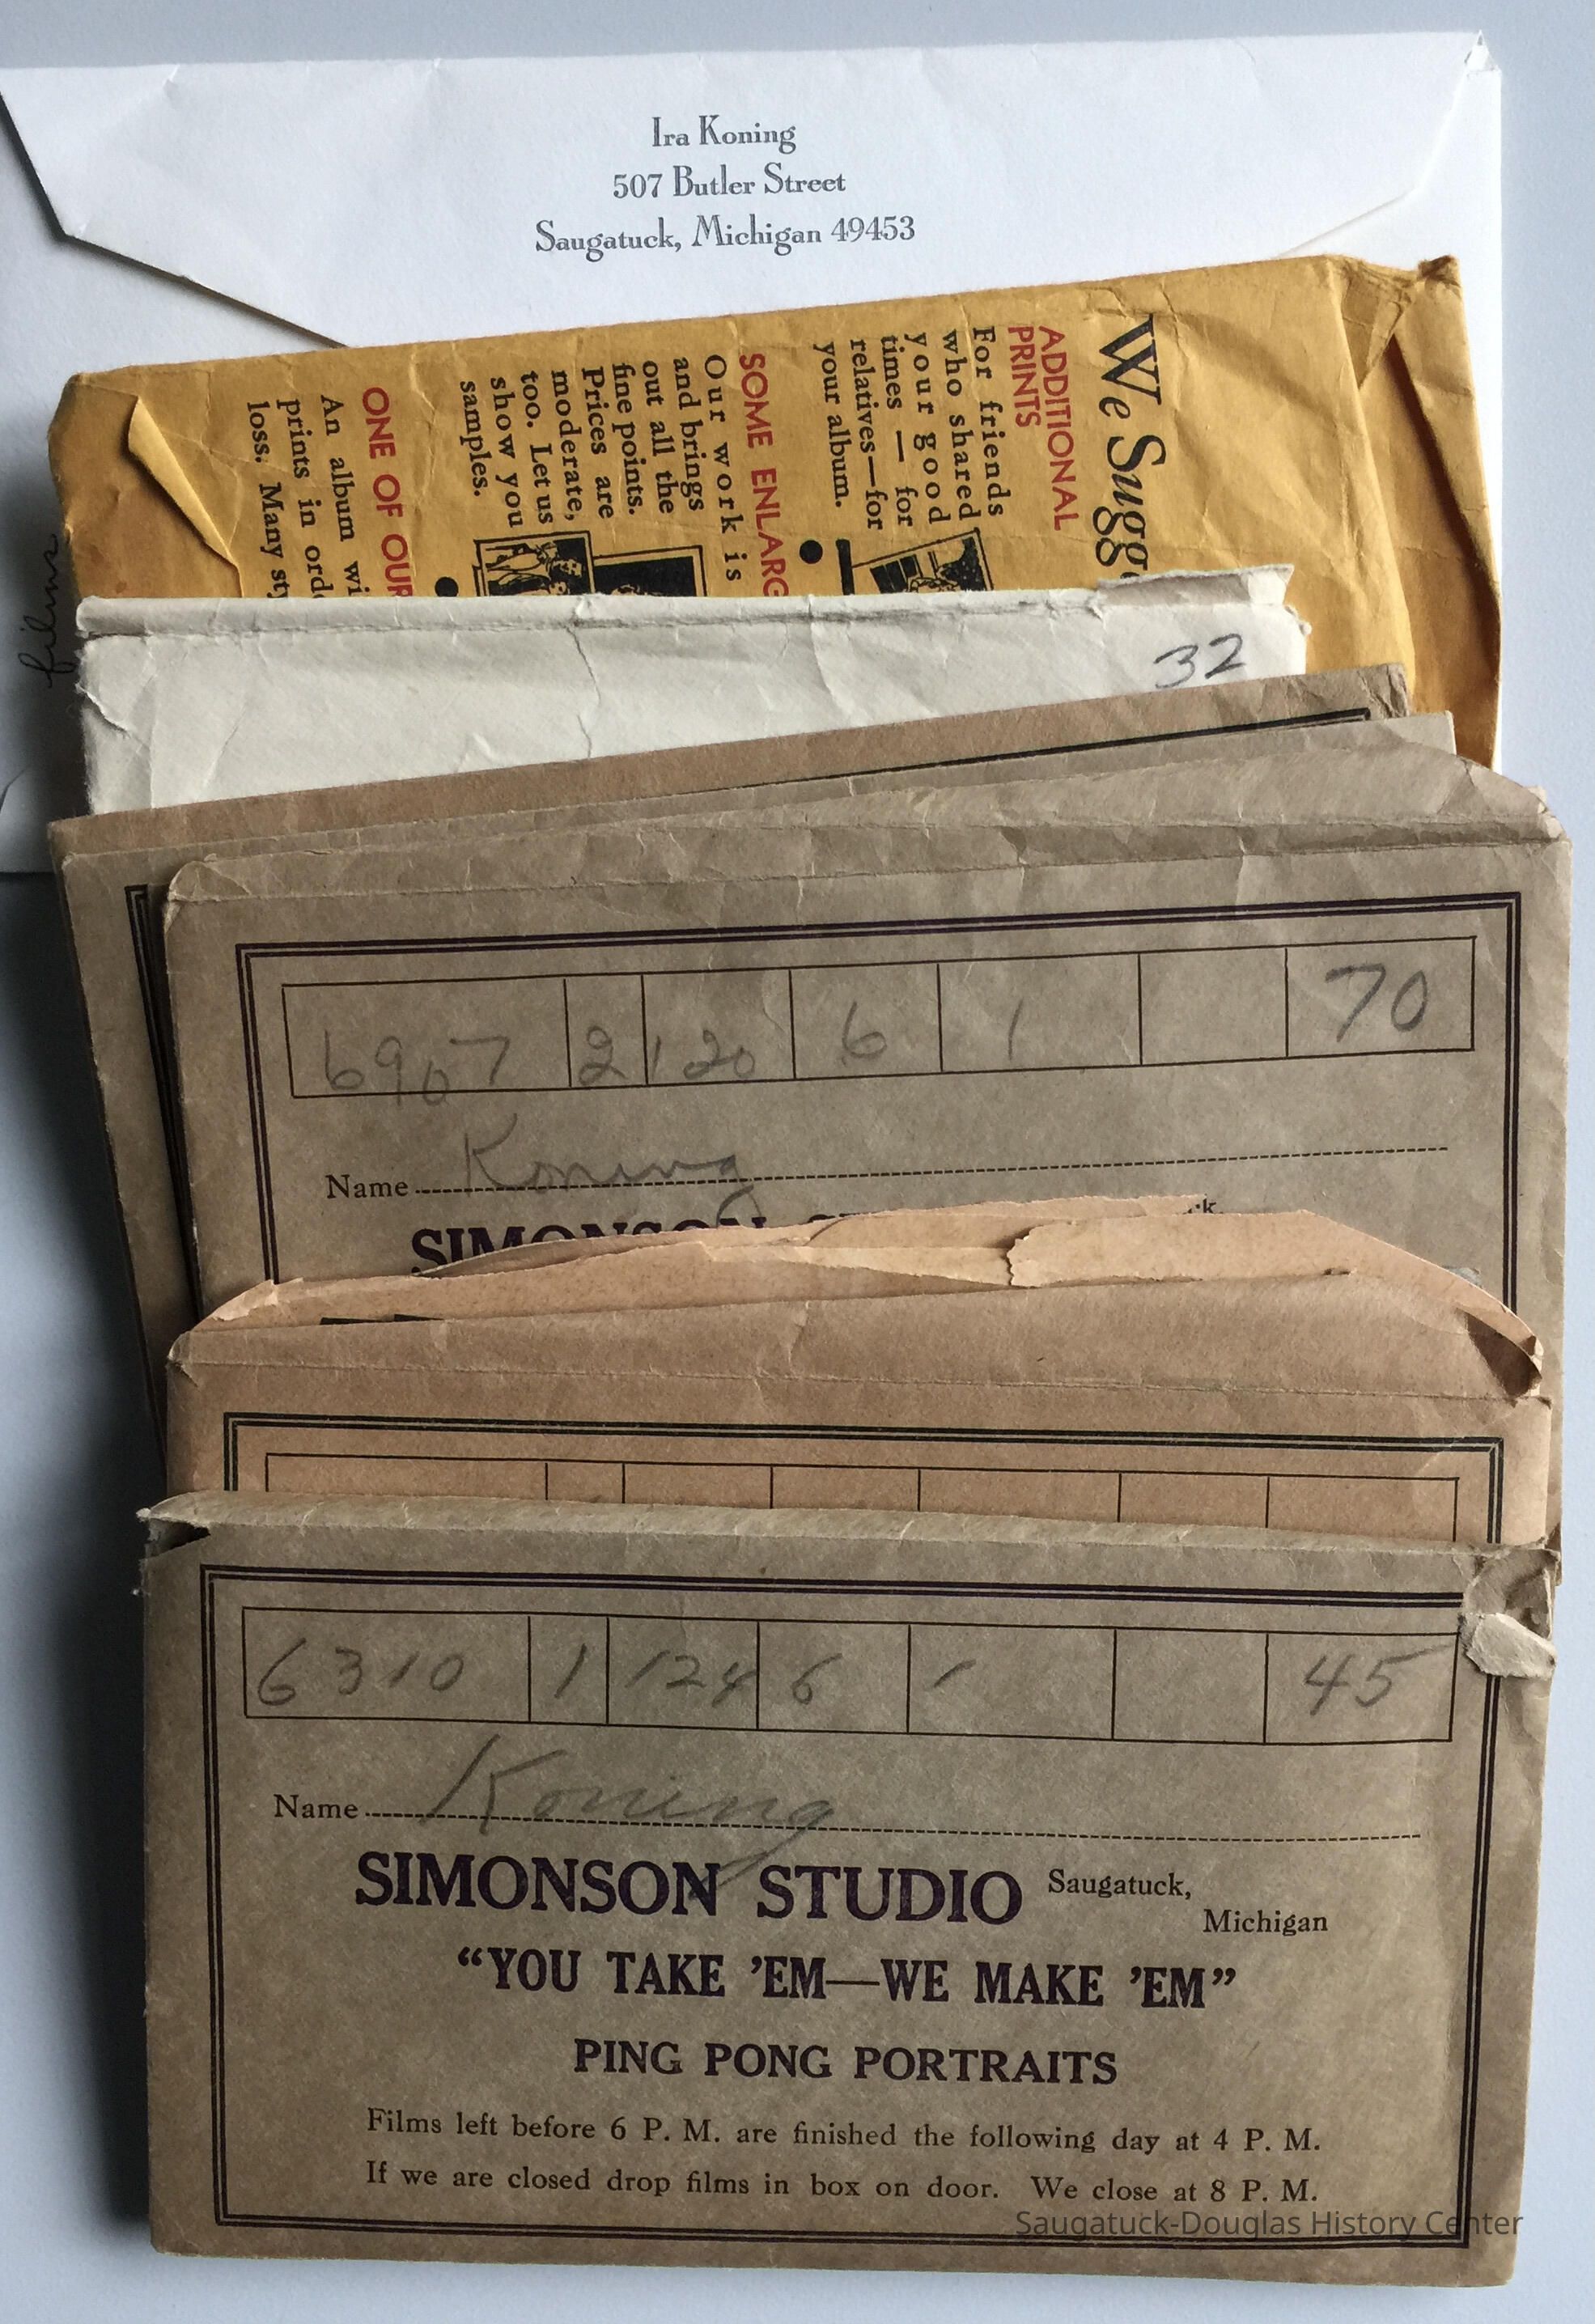 Ira Koning
507 Butler Street
Saugatuck, Michigan 49453
films
We Sugg
ADDITIONAL
PRINTS
For friends
who shared
your good
times — for
relatives—for
your album.
SOME ENLARG
Our work is
and brings
out all the
fine points.
Prices are
moderate,
too. Let us
show you
samples.
ONE OF OUR
An album wi
prints in orde
loss. Many sty
32
6907 2 120 6 1 70
Name Koning
SIMONSON
6310 1 124 6 1 45
Name Koning
SIMONSON STUDIO Saugatuck,
Michigan
“YOU TAKE ’EM—WE MAKE ’EM”
PING PONG PORTRAITS
Films left before 6 P. M. are finished the following day at 4 P. M.
If we are closed drop films in box on door. We close at 8 P. M.
Saugatuck-Douglas History Center